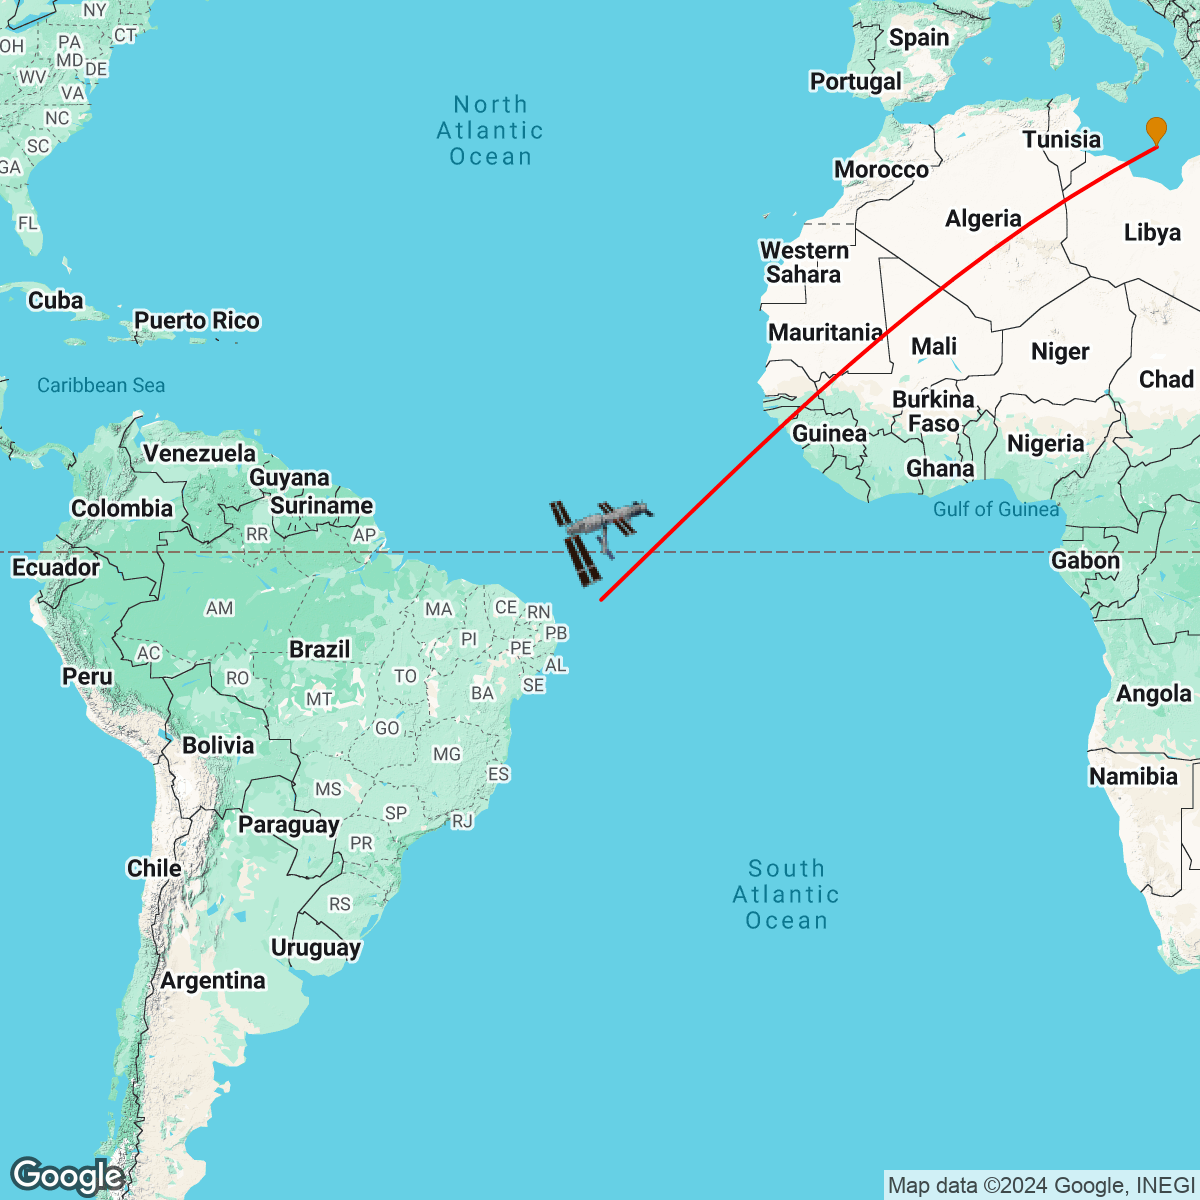 NY
CT
OH
PA
MD
DE
WV
VA
NC
SC
GA
FL
North
Atlantic
Ocean
Spain
Portugal
Tunisia
Morocco
Algeria
Libya
Western
Sahara
Mauritania
Mali
Niger
Chad
Burkina
Faso
Guinea
Nigeria
Ghana
Gulf of Guinea
Cuba
Puerto Rico
Caribbean Sea
Venezuela
Guyana
Suriname
Colombia
RR
AP
Ecuador
Gabon
AM
MA
CE
RN
PB
PI
PE
AL
Brazil
AC
RO
TO
SE
BA
MT
Peru
Angola
GO
Bolivia
MG
ES
Namibia
MS
SP
RJ
Paraguay
PR
Chile
South
Atlantic
Ocean
RS
Uruguay
Argentina
Google
Map data ©2024 Google, INEGI